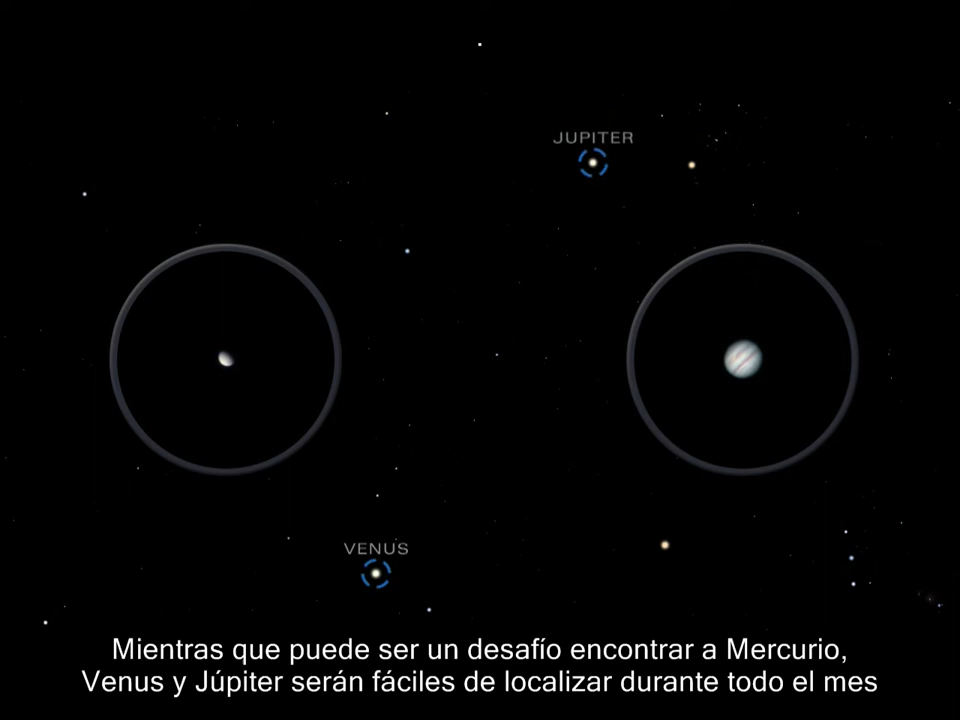 JUPITER
VENUS
Mientras que puede ser un desafío encontrar a Mercurio,
Venus y Júpiter serán fáciles de localizar durante todo el mes